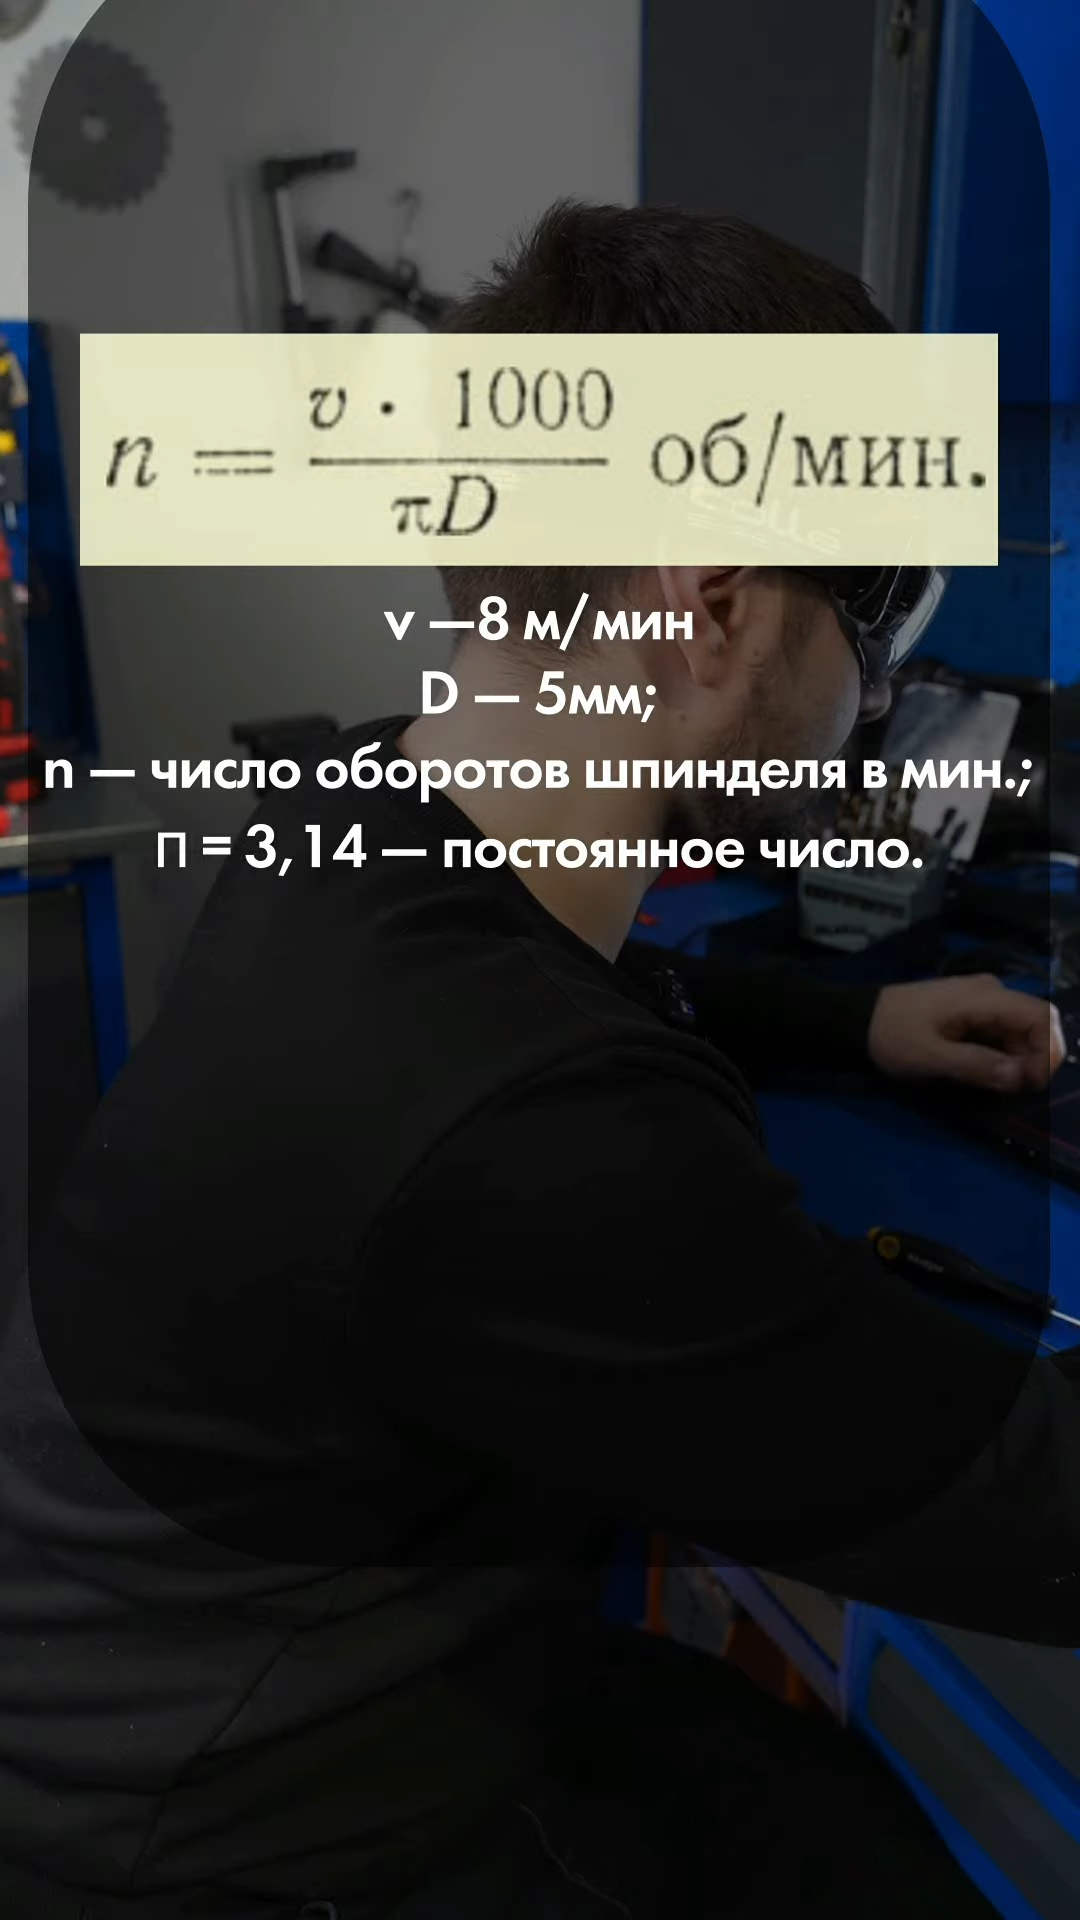 n = v · 1000 / πD об/мин.
v —8 м/мин
D — 5мм;
n — число оборотов шпинделя в мин.;
П = 3,14 — постоянное число.